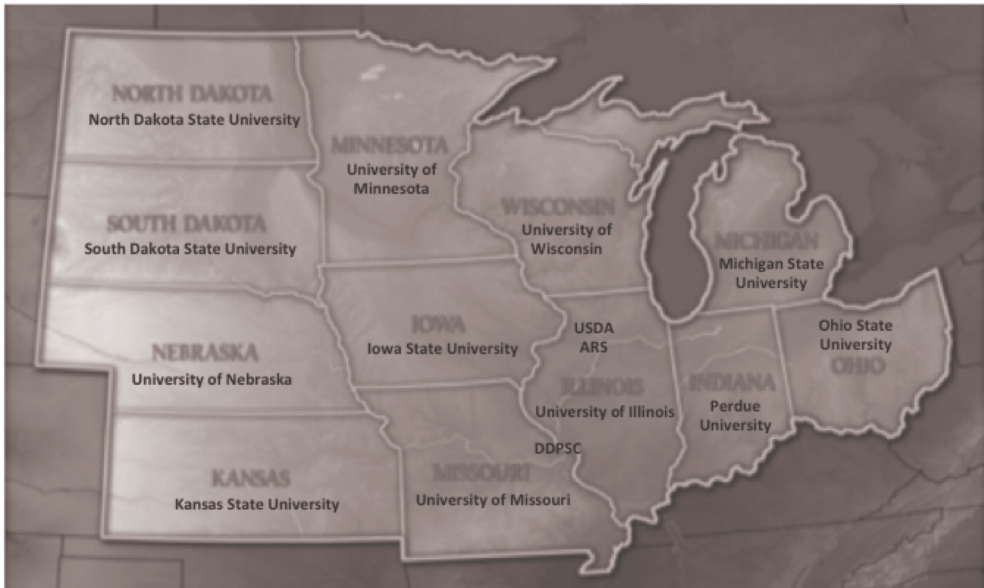 NORTH DAKOTA
North Dakota State University
MINNESOTA
University of
Minnesota
SOUTH DAKOTA
South Dakota State University
WISCONSIN
University of
Wisconsin
MICHIGAN
Michigan State
University
NEBRASKA
University of Nebraska
IOWA
Iowa State University
USDA
ARS
ILLINOIS
University of Illinois
INDIANA
Perdue
University
Ohio State
University
OHIO
KANSAS
Kansas State University
DDPSC
MISSOURI
University of Missouri